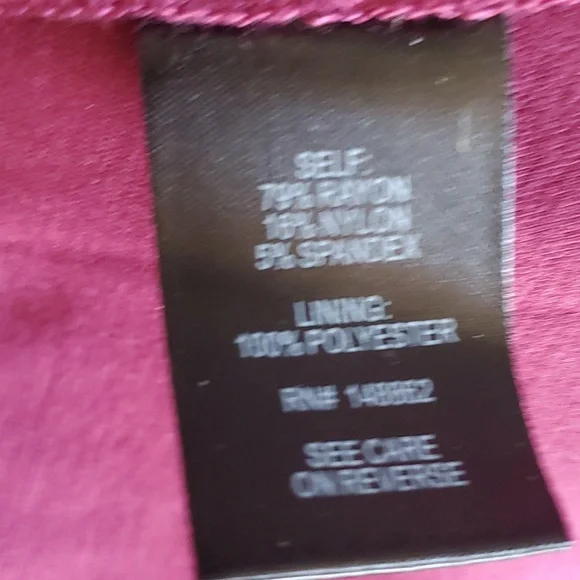 SELF:
79% RAYON
16% NYLON
5% SPANDEX
LINING:
100% POLYESTER
RN#
SEE CARE
ON REVERSE